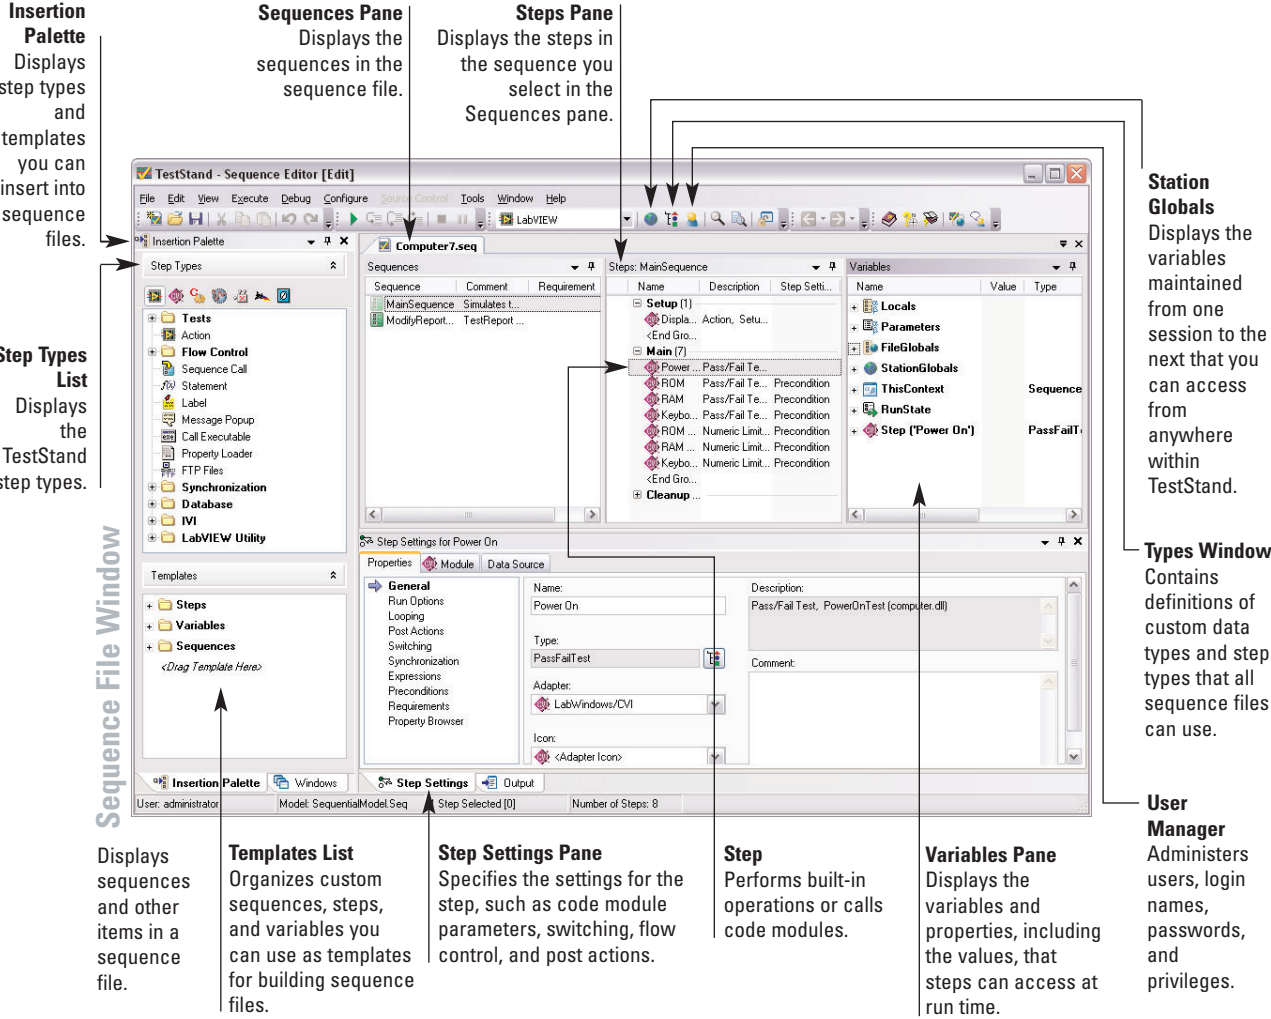 Insertion
Palette
Displays
step types
and
templates
you can
insert into
sequence
files.
Sequences Pane
Displays the
sequences in the
sequence file.
Steps Pane
Displays the steps in
the sequence you
select in the
Sequences pane.
Station
Globals
Displays the
variables
maintained
from one
session to the
next that you
can access
from
anywhere
within
TestStand.
Types Window
Contains
definitions of
custom data
types and step
types that all
sequence files
can use.
User
Manager
Administers
users, login
names,
passwords,
and
privileges.
Step Types
List
Displays
the
TestStand
step types.
Sequence File Window
Displays
sequences
and other
items in a
sequence
file.
TestStand - Sequence Editor [Edit]
File Edit View Execute Debug Configure Source Control Tools Window Help
LabVIEW
Insertion Palette
Step Types
Tests
Action
Flow Control
Sequence Call
f(x) Statement
Label
Message Popup
Call Executable
Property Loader
FTP Files
Synchronization
Database
IVI
LabVIEW Utility
Templates
Steps
Variables
Sequences
<Drag Template Here>
Insertion Palette Windows
Computer7.seq
Sequences
Sequence Comment Requirement
MainSequence Simulates t...
ModifyReport... TestReport ...
Steps: MainSequence
Name Description Step Setti...
Setup (1)
Displa... Action, Setu...
<End Gro...
Main (7)
Power ... Pass/Fail Te...
ROM Pass/Fail Te... Precondition
RAM Pass/Fail Te... Precondition
Keybo... Pass/Fail Te... Precondition
ROM ... Numeric Limit... Precondition
RAM ... Numeric Limit... Precondition
Keybo... Numeric Limit... Precondition
<End Gro...
Cleanup ...
Variables
Name Value Type
Locals
Parameters
FileGlobals
StationGlobals
ThisContext Sequence
RunState
Step ('Power On') PassFailT
Step Settings for Power On
Properties Module Data Source
General
Run Options
Looping
Post Actions
Switching
Synchronization
Expressions
Preconditions
Requirements
Property Browser
Name:
Power On
Type:
PassFailTest
Adapter:
LabWindows/CVI
Icon:
<Adapter Icon>
Description:
Pass/Fail Test, PowerOnTest (computer.dll)
Comment:
Step Settings Output
User: administrator Model: SequentialModel.Seq Step Selected [0] Number of Steps: 8
Templates List
Organizes custom
sequences, steps,
and variables you
can use as templates
for building sequence
files.
Step Settings Pane
Specifies the settings for the
step, such as code module
parameters, switching, flow
control, and post actions.
Step
Performs built-in
operations or calls
code modules.
Variables Pane
Displays the
variables and
properties, including
the values, that
steps can access at
run time.